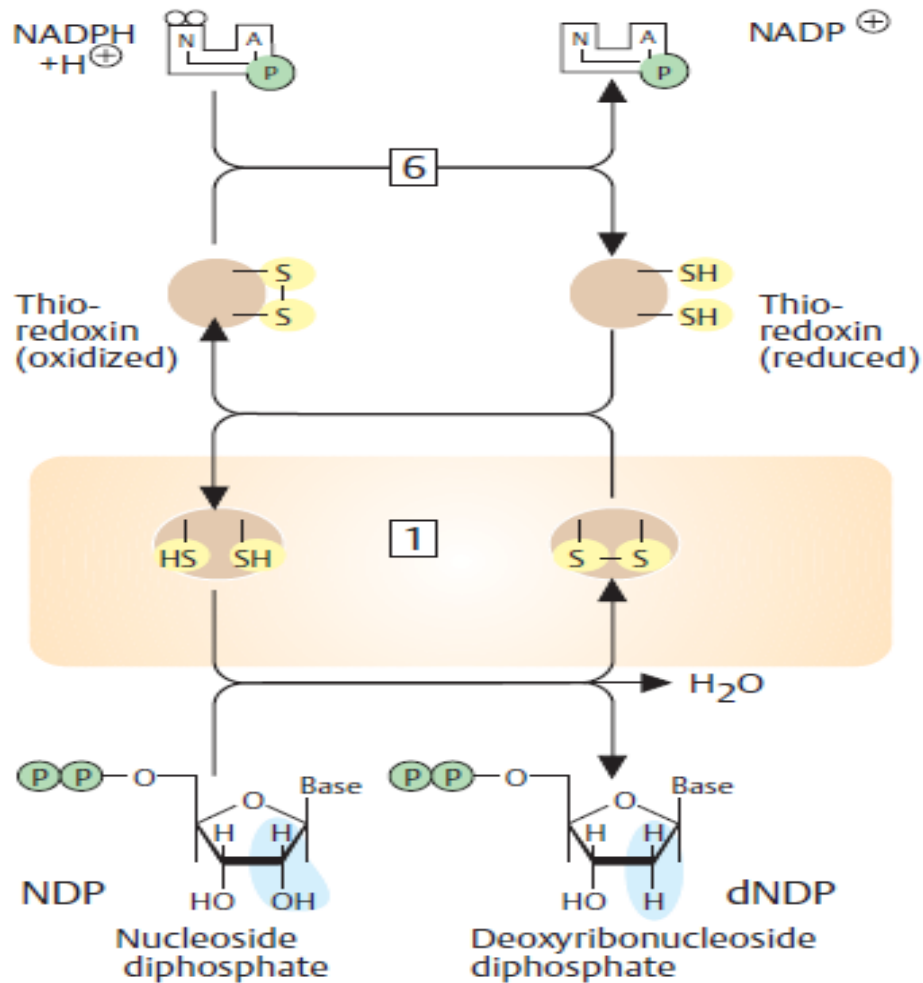 NADPH
+H⊕
N A
P
N A
P
NADP ⊕
6
S
S
Thio-
redoxin
(oxidized)
SH
SH
Thio-
redoxin
(reduced)
HS SH
1
S – S
H₂O
P P – O
O
Base
H H
HO OH
NDP
Nucleoside
diphosphate
P P – O
O
Base
H H
HO H
dNDP
Deoxyribonucleoside
diphosphate